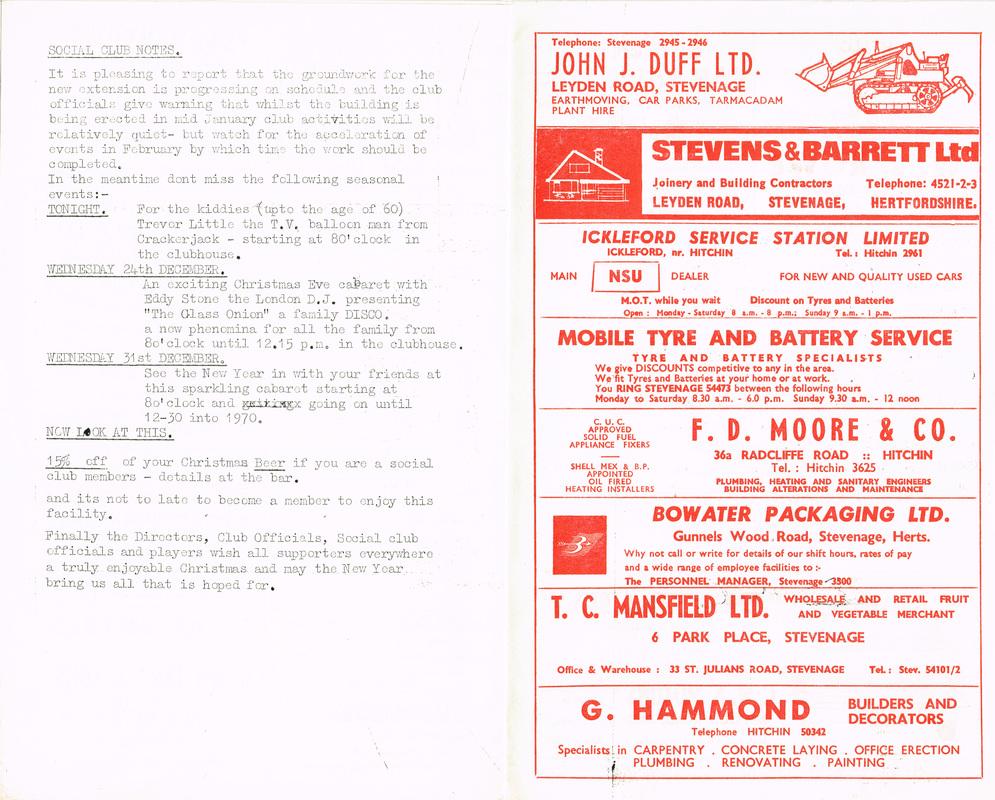 SOCIAL CLUB NOTES.
It is pleasing to report that the groundwork for the
new extension is progressing on schedule and the club
officials give warning that whilst the building is
being erected in mid January club activities will be
relatively quiet- but watch for the acceleration of
events in February by which time the work should be
completed.
In the meantime dont miss the following seasonal
events:-
TONIGHT. For the kiddies (upto the age of 60)
Trevor Little the T.V. balloon man from
Crackerjack - starting at 80'clock in
the clubhouse.
WEDNESDAY 24th DECEMBER.
An exciting Christmas Eve cabaret with
Eddy Stone the London D.J. presenting
"The Glass Onion" a family DISCO.
a now phenomina for all the family from
8o'clock until 12.15 p.m. in the clubhouse.
WEDNESDAY 31st DECEMBER.
See the New Year in with your friends at
this sparkling cabaret starting at
8o'clock and going on until
12-30 into 1970.
NOW LOOK AT THIS.
15% off of your Christmas Beer if you are a social
club members - details at the bar.
and its not to late to become a member to enjoy this
facility.
Finally the Directors, Club Officials, Social club
officials and players wish all supporters everywhere
a truly enjoyable Christmas and may the New Year
bring us all that is hoped for.
Telephone: Stevenage 2945-2946
JOHN J. DUFF LTD.
LEYDEN ROAD, STEVENAGE
EARTHMOVING, CAR PARKS, TARMACADAM
PLANT HIRE
STEVENS & BARRETT Ltd
Joinery and Building Contractors Telephone: 4521-2-3
LEYDEN ROAD, STEVENAGE, HERTFORDSHIRE.
ICKLEFORD SERVICE STATION LIMITED
ICKLEFORD, nr. HITCHIN Tel.: Hitchin 2961
MAIN NSU DEALER FOR NEW AND QUALITY USED CARS
M.O.T. while you wait Discount on Tyres and Batteries
Open: Monday - Saturday 8 a.m. - 8 p.m.; Sunday 9 a.m. - 1 p.m.
MOBILE TYRE AND BATTERY SERVICE
TYRE AND BATTERY SPECIALISTS
We give DISCOUNTS competitive to any in the area.
We fit Tyres and Batteries at your home or at work.
You RING STEVENAGE 54473 between the following hours
Monday to Saturday 8.30 a.m. - 6.0 p.m. Sunday 9.30 a.m. - 12 noon
C. U. C.
APPROVED
SOLID FUEL
APPLIANCE FIXERS
SHELL MEX & B.P.
APPOINTED
OIL FIRED
HEATING INSTALLERS
F. D. MOORE & CO.
36a RADCLIFFE ROAD :: HITCHIN
Tel. : Hitchin 3625
PLUMBING, HEATING AND SANITARY ENGINEERS
BUILDING ALTERATIONS AND MAINTENANCE
BOWATER PACKAGING LTD.
Gunnels Wood Road, Stevenage, Herts.
Why not call or write for details of our shift hours, rates of pay
and a wide range of employee facilities to :-
The PERSONNEL MANAGER, Stevenage 3800
T. C. MANSFIELD LTD. WHOLESALE AND RETAIL FRUIT
AND VEGETABLE MERCHANT
6 PARK PLACE, STEVENAGE
Office & Warehouse : 33 ST. JULIANS ROAD, STEVENAGE Tel.: Stev. 54101/2
G. HAMMOND BUILDERS AND
DECORATORS
Telephone HITCHIN 50342
Specialists in CARPENTRY . CONCRETE LAYING . OFFICE ERECTION
PLUMBING . RENOVATING . PAINTING